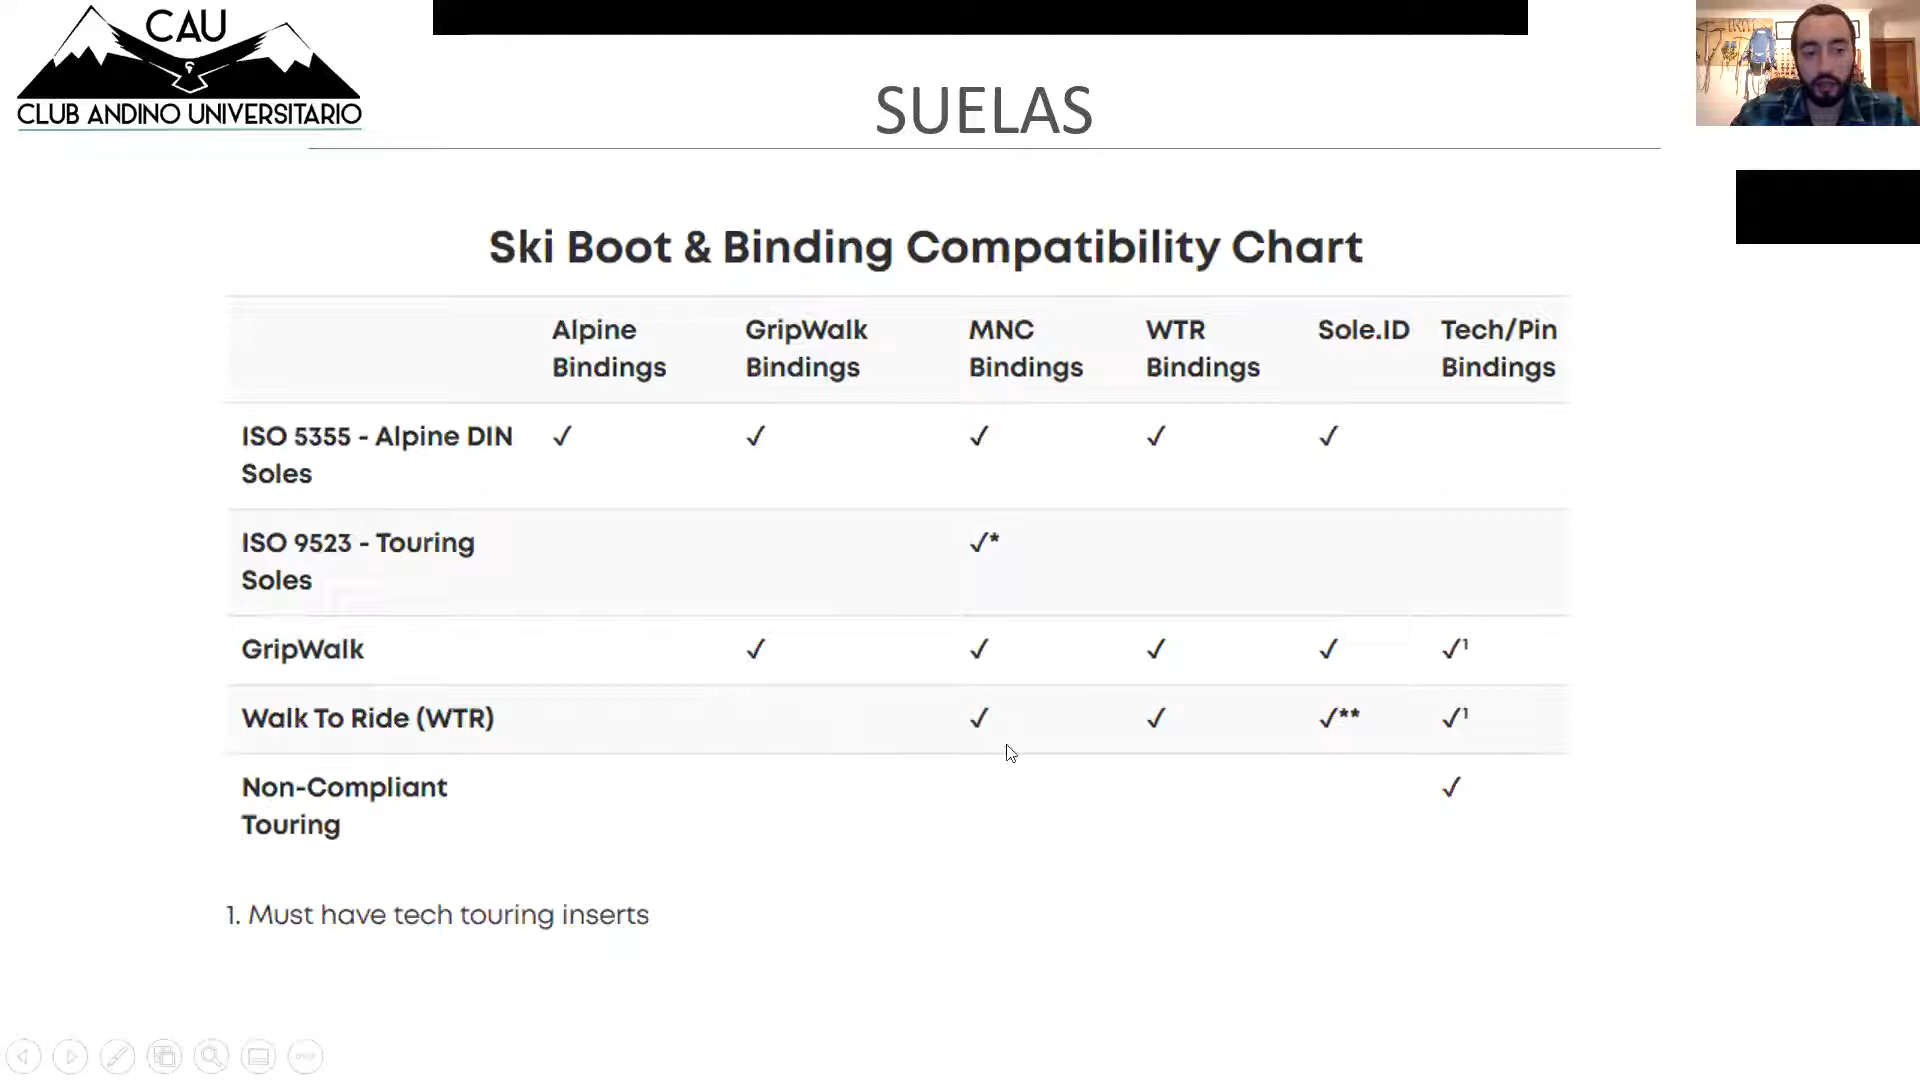 CAU
CLUB ANDINO UNIVERSITARIO
SUELAS
Ski Boot & Binding Compatibility Chart
Alpine Bindings GripWalk Bindings MNC Bindings WTR Bindings Sole.ID Tech/Pin Bindings
ISO 5355 - Alpine DIN Soles ✓ ✓ ✓ ✓ ✓
ISO 9523 - Touring Soles ✓*
GripWalk ✓ ✓ ✓ ✓ ✓¹
Walk To Ride (WTR) ✓ ✓ ✓** ✓¹
Non-Compliant Touring ✓
1. Must have tech touring inserts